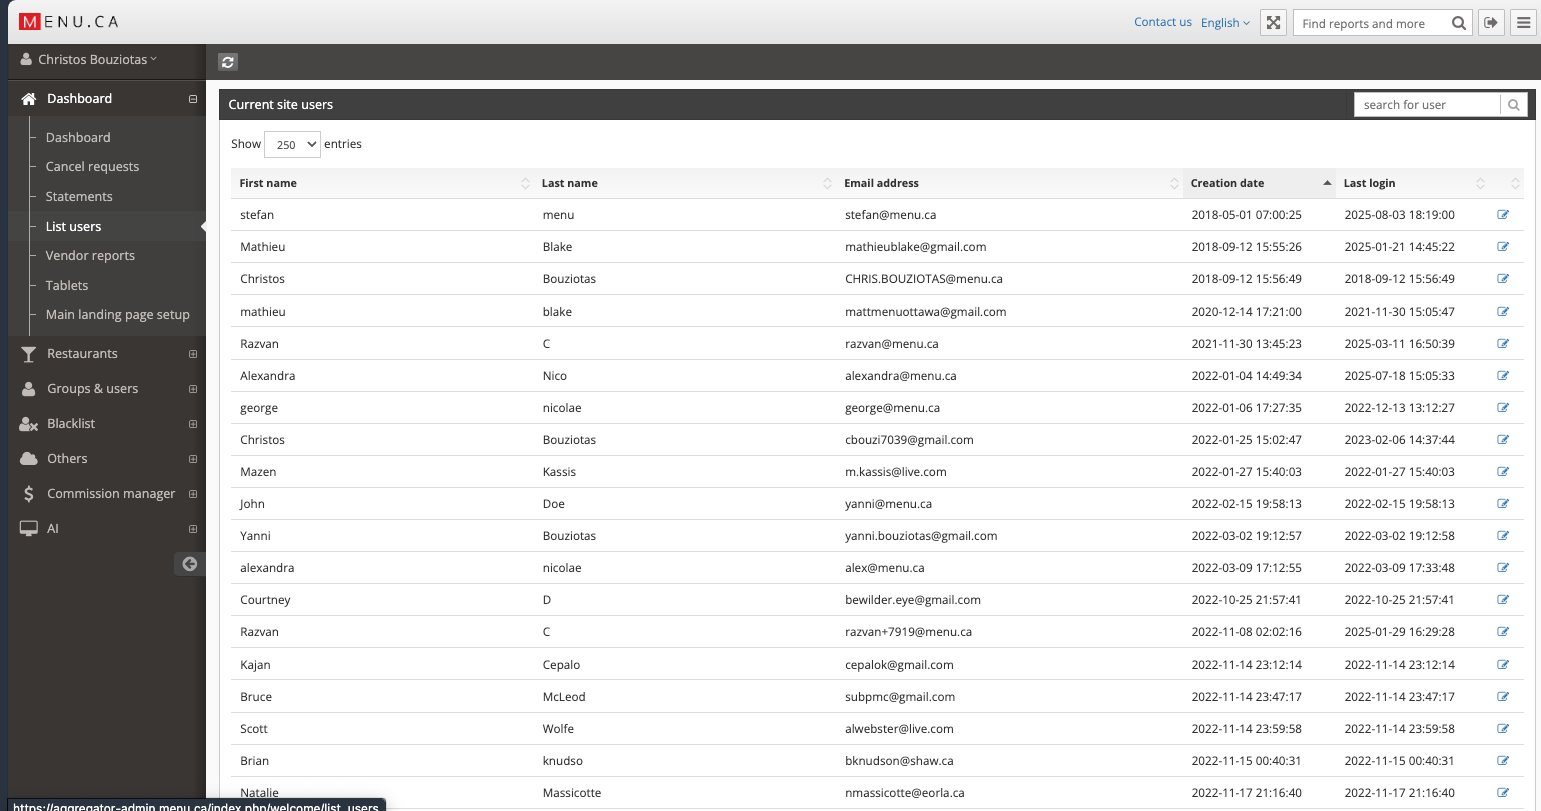 MENU.CA
Contact us English Find reports and more
Christos Bouziotas
Dashboard
Dashboard
Cancel requests
Statements
List users
Vendor reports
Tablets
Main landing page setup
Restaurants
Groups & users
Blacklist
Others
Commission manager
AI
Current site users search for user
Show 250 entries
First name Last name Email address Creation date Last login
stefan menu stefan@menu.ca 2018-05-01 07:00:25 2025-08-03 18:19:00
Mathieu Blake mathieublake@gmail.com 2018-09-12 15:55:26 2025-01-21 14:45:22
Christos Bouziotas CHRIS.BOUZIOTAS@menu.ca 2018-09-12 15:56:49 2018-09-12 15:56:49
mathieu blake mattmenuottawa@gmail.com 2020-12-14 17:21:00 2021-11-30 15:05:47
Razvan C razvan@menu.ca 2021-11-30 13:45:23 2025-03-11 16:50:39
Alexandra Nico alexandra@menu.ca 2022-01-04 14:49:34 2025-07-18 15:05:33
george nicolae george@menu.ca 2022-01-06 17:27:35 2022-12-13 13:12:27
Christos Bouziotas cbouzi7039@gmail.com 2022-01-25 15:02:47 2023-02-06 14:37:44
Mazen Kassis m.kassis@live.com 2022-01-27 15:40:03 2022-01-27 15:40:03
John Doe yanni@menu.ca 2022-02-15 19:58:13 2022-02-15 19:58:13
Yanni Bouziotas yanni.bouziotas@gmail.com 2022-03-02 19:12:57 2022-03-02 19:12:58
alexandra nicolae alex@menu.ca 2022-03-09 17:12:55 2022-03-09 17:33:48
Courtney D bewilder.eye@gmail.com 2022-10-25 21:57:41 2022-10-25 21:57:41
Razvan C razvan+7919@menu.ca 2022-11-08 02:02:16 2025-01-29 16:29:28
Kajan Cepalo cepalok@gmail.com 2022-11-14 23:12:14 2022-11-14 23:12:14
Bruce McLeod subpmc@gmail.com 2022-11-14 23:47:17 2022-11-14 23:47:17
Scott Wolfe alwebster@live.com 2022-11-14 23:59:58 2022-11-14 23:59:58
Brian knudso bknudson@shaw.ca 2022-11-15 00:40:31 2022-11-15 00:40:31
Natalie Massicotte nmassicotte@eorla.ca 2022-11-17 21:16:40 2022-11-17 21:16:40
https://aggregator-admin.menu.ca/index.php/welcome/list_users